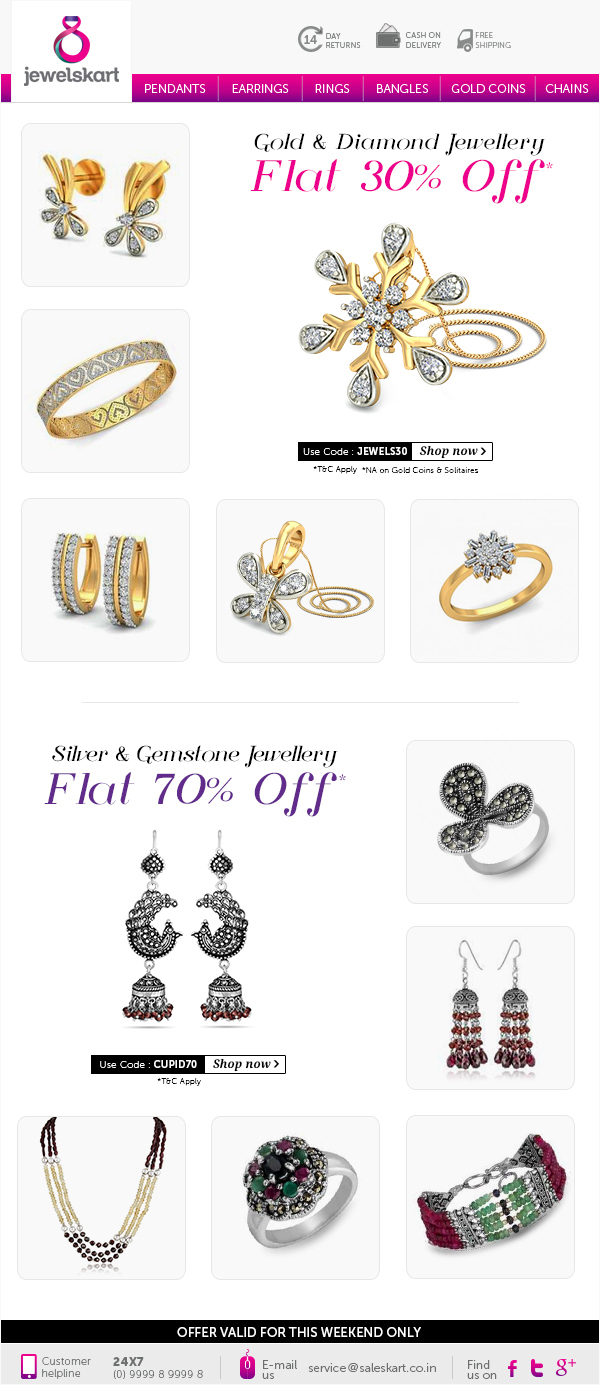 jewelskart
14 DAY
RETURNS
CASH ON
DELIVERY
FREE
SHIPPING
PENDANTS EARRINGS RINGS BANGLES GOLD COINS CHAINS
Gold & Diamond Jewellery
Flat 30% Off*
Use Code : JEWELS30 Shop now >
*T&C Apply *NA on Gold Coins & Solitaires
Silver & Gemstone Jewellery
Flat 70% Off*
Use Code : CUPID70 Shop now >
*T&C Apply
OFFER VALID FOR THIS WEEKEND ONLY
Customer
helpline
24X7
(0) 9999 8 9999 8
E-mail
us
service@saleskart.co.in
Find
us on
f t g+